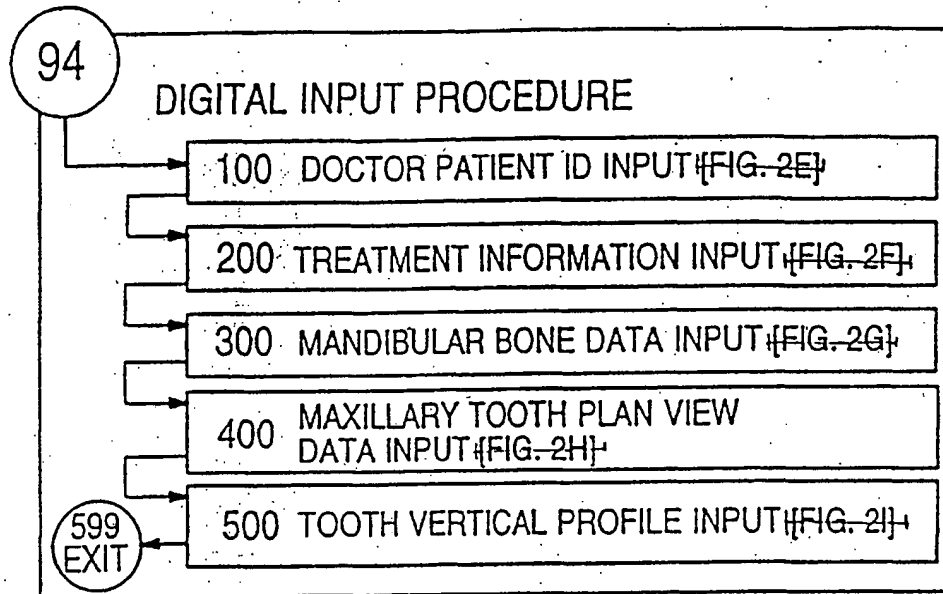 94
DIGITAL INPUT PROCEDURE
100 DOCTOR PATIENT ID INPUT [FIG. 2E]
200 TREATMENT INFORMATION INPUT [FIG. 2F]
300 MANDIBULAR BONE DATA INPUT [FIG. 2G]
400 MAXILLARY TOOTH PLAN VIEW
DATA INPUT [FIG. 2H]
500 TOOTH VERTICAL PROFILE INPUT [FIG. 2I]
599
EXIT